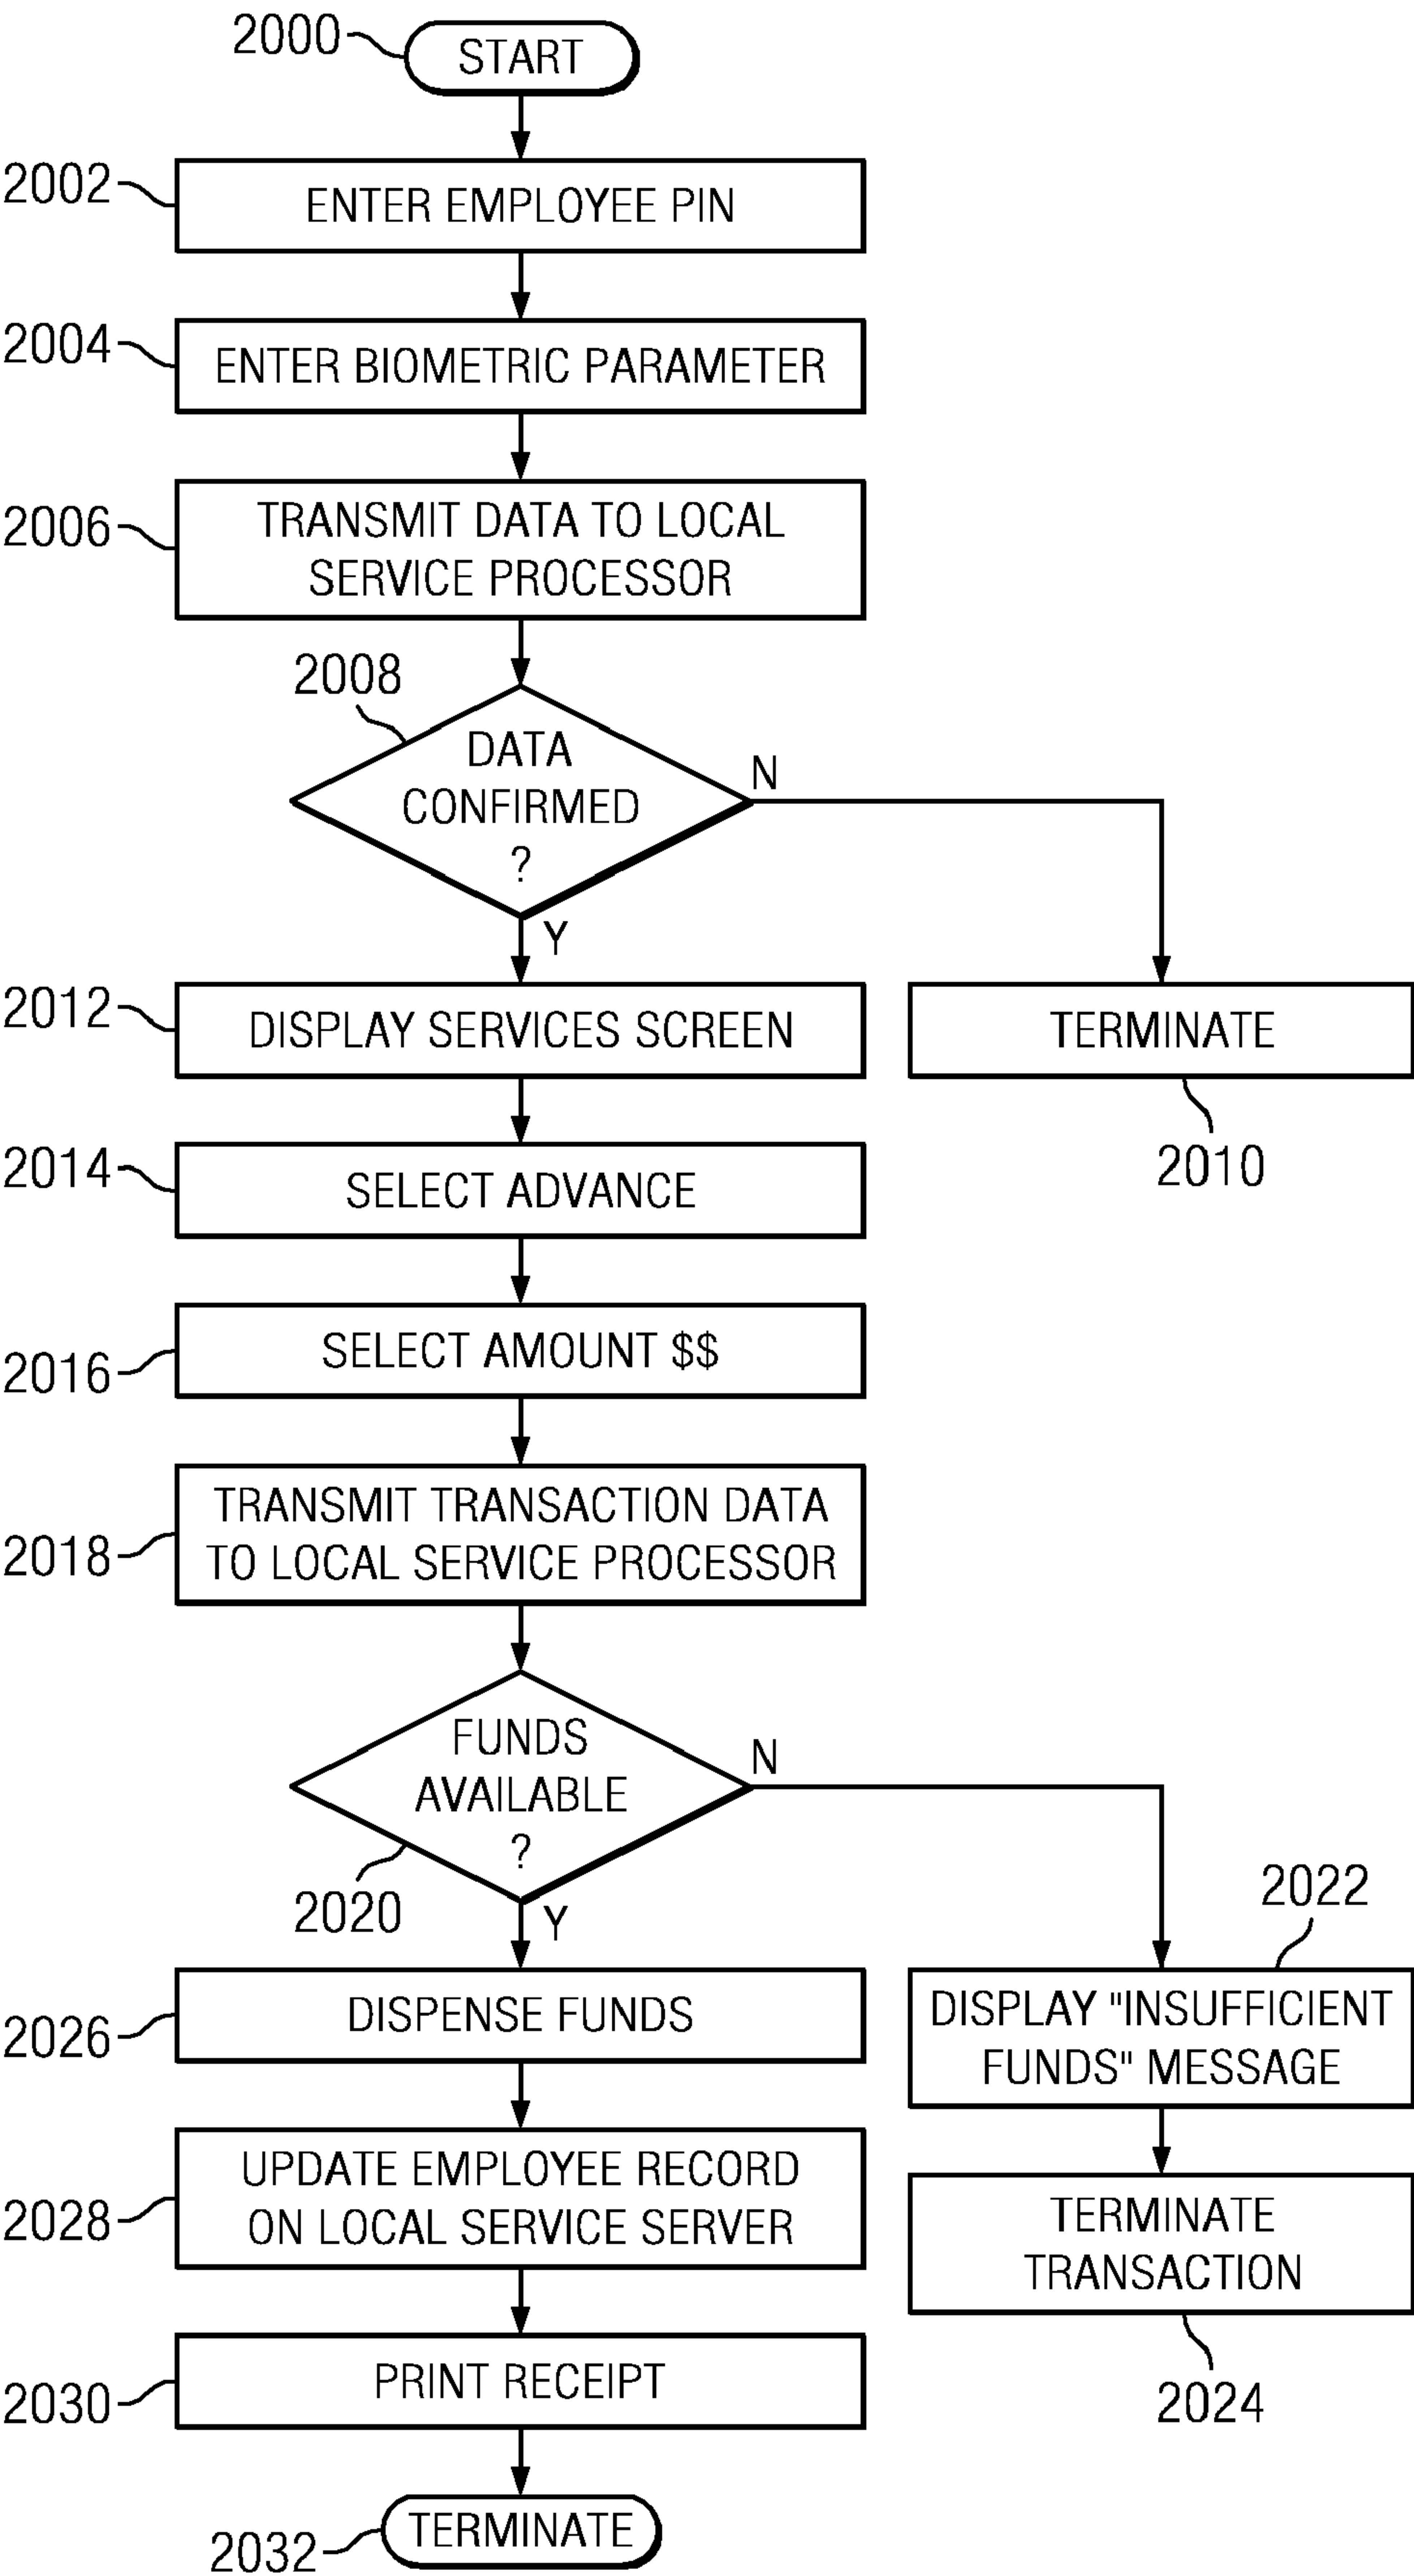 2000
START
2002
ENTER EMPLOYEE PIN
2004
ENTER BIOMETRIC PARAMETER
2006
TRANSMIT DATA TO LOCAL
SERVICE PROCESSOR
2008
DATA
CONFIRMED
?
N
Y
2012
DISPLAY SERVICES SCREEN
TERMINATE
2010
2014
SELECT ADVANCE
2016
SELECT AMOUNT $$
2018
TRANSMIT TRANSACTION DATA
TO LOCAL SERVICE PROCESSOR
FUNDS
AVAILABLE
?
N
2020
Y
2022
2026
DISPENSE FUNDS
DISPLAY "INSUFFICIENT
FUNDS" MESSAGE
2028
UPDATE EMPLOYEE RECORD
ON LOCAL SERVICE SERVER
TERMINATE
TRANSACTION
2024
2030
PRINT RECEIPT
2032
TERMINATE